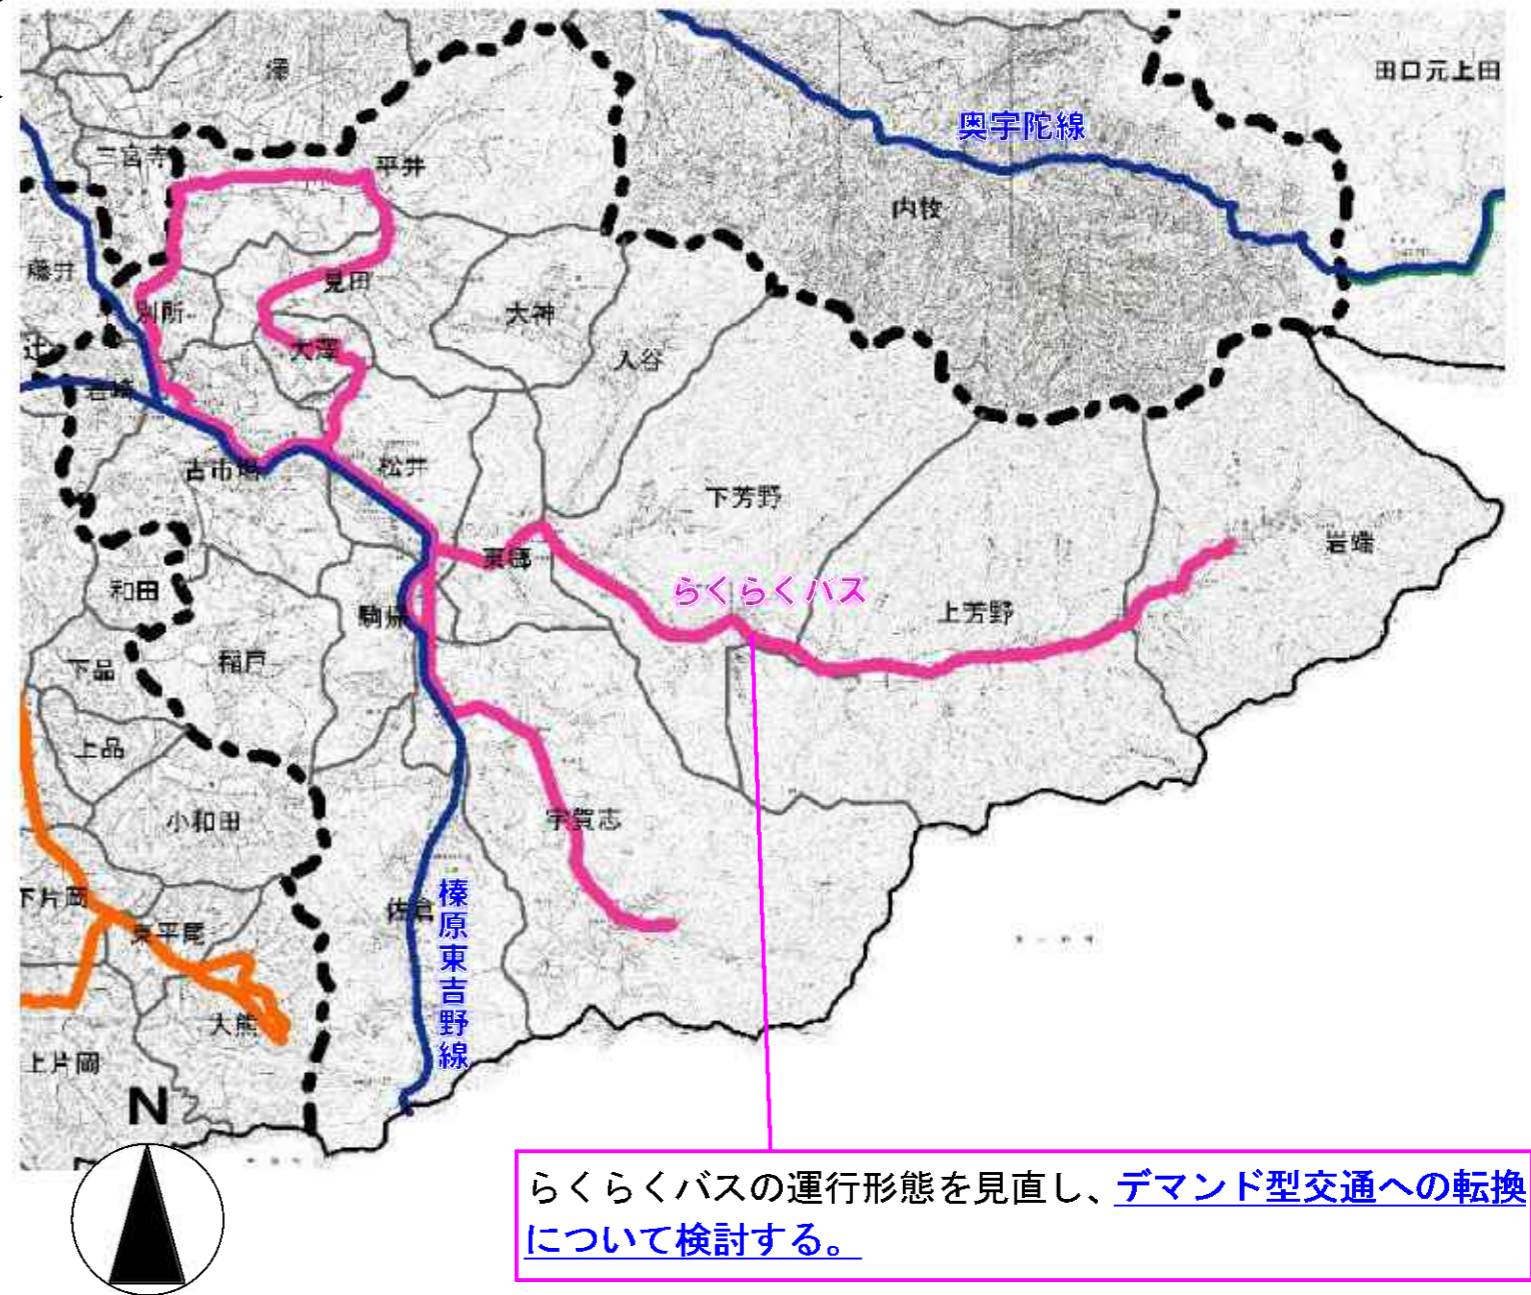 澤
田口元上田
奥宇陀線
三宮寺
平井
内牧
藤井
見田
別所
大神
大澤
入谷
辻
岩崎
古市場
松井
下芳野
東郷
岩端
和田
らくらくバス
駒帰
上芳野
下品
稲戸
上品
小和田
宇賀志
下片岡
佐倉
榛原東吉野線
東平尾
大熊
上片岡
N
らくらくバスの運行形態を見直し、デマンド型交通への転換
について検討する。